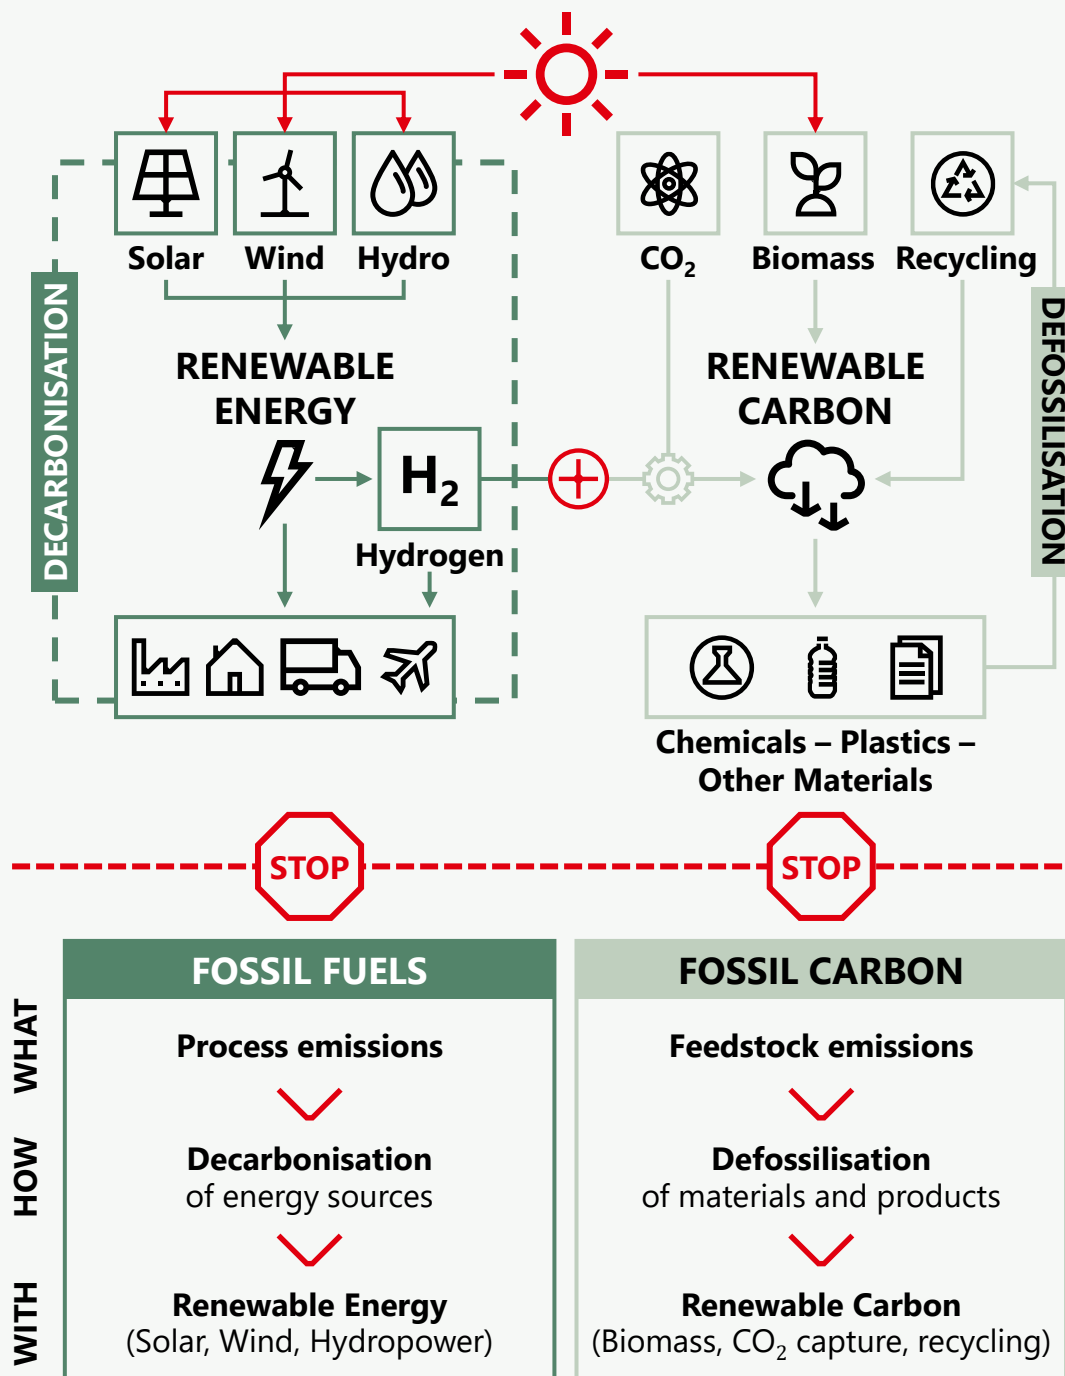 Solar
Wind
Hydro
CO₂
Biomass
Recycling
DECARBONISATION
DEFOSSILISATION
RENEWABLE
ENERGY
RENEWABLE
CARBON
H₂
Hydrogen
Chemicals – Plastics –
Other Materials
STOP
STOP
FOSSIL FUELS
FOSSIL CARBON
WHAT
Process emissions
Feedstock emissions
HOW
Decarbonisation
of energy sources
Defossilisation
of materials and products
WITH
Renewable Energy
(Solar, Wind, Hydropower)
Renewable Carbon
(Biomass, CO₂ capture, recycling)